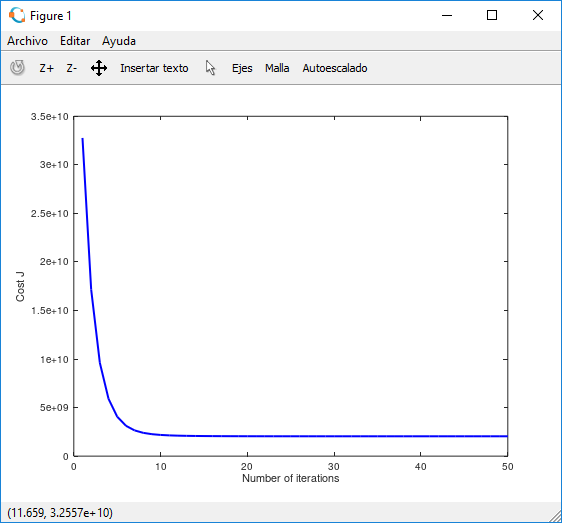 Figure 1
Archivo Editar Ayuda
Z+ Z- Insertar texto Ejes Malla Autoescalado
3.5e+10
3e+10
2.5e+10
2e+10
1.5e+10
1e+10
5e+09
0
Cost J
0 10 20 30 40 50
Number of iterations
(11.659, 3.2557e+10)